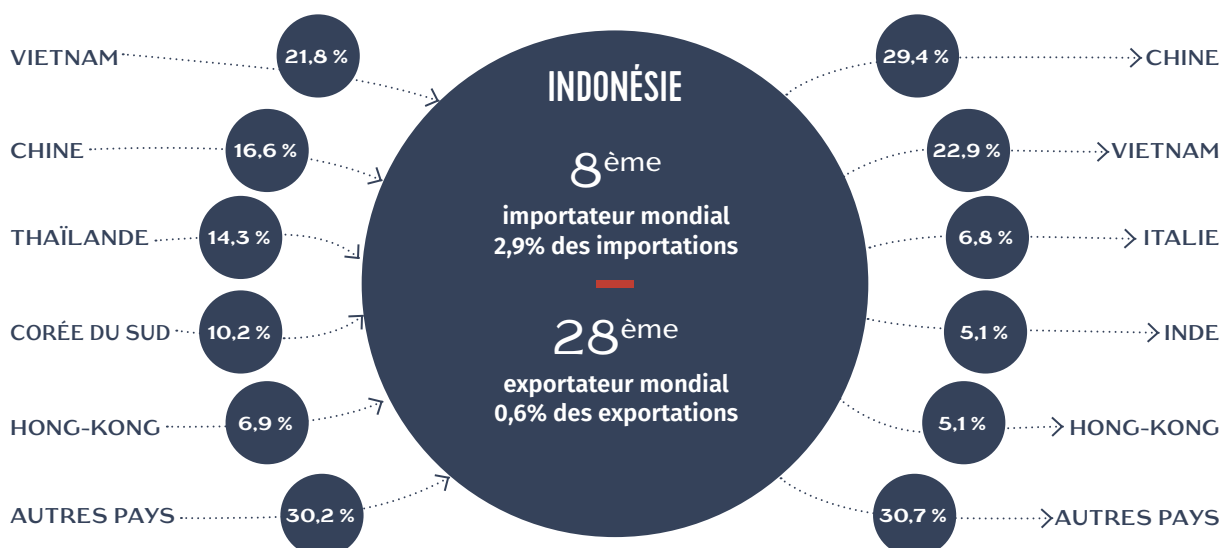 VIETNAM
21,8 %
CHINE
16,6 %
THAÏLANDE
14,3 %
CORÉE DU SUD
10,2 %
HONG-KONG
6,9 %
AUTRES PAYS
30,2 %
INDONÉSIE
8ème
importateur mondial
2,9% des importations
28ème
exportateur mondial
0,6% des exportations
29,4 %
CHINE
22,9 %
VIETNAM
6,8 %
ITALIE
5,1 %
INDE
5,1 %
HONG-KONG
30,7 %
AUTRES PAYS